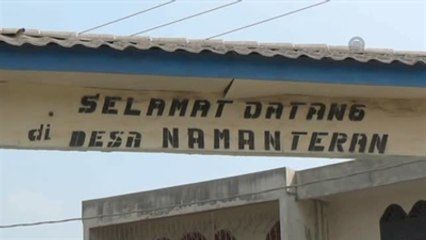 SELAMAT DATANG
di DESA NAMANTERAN